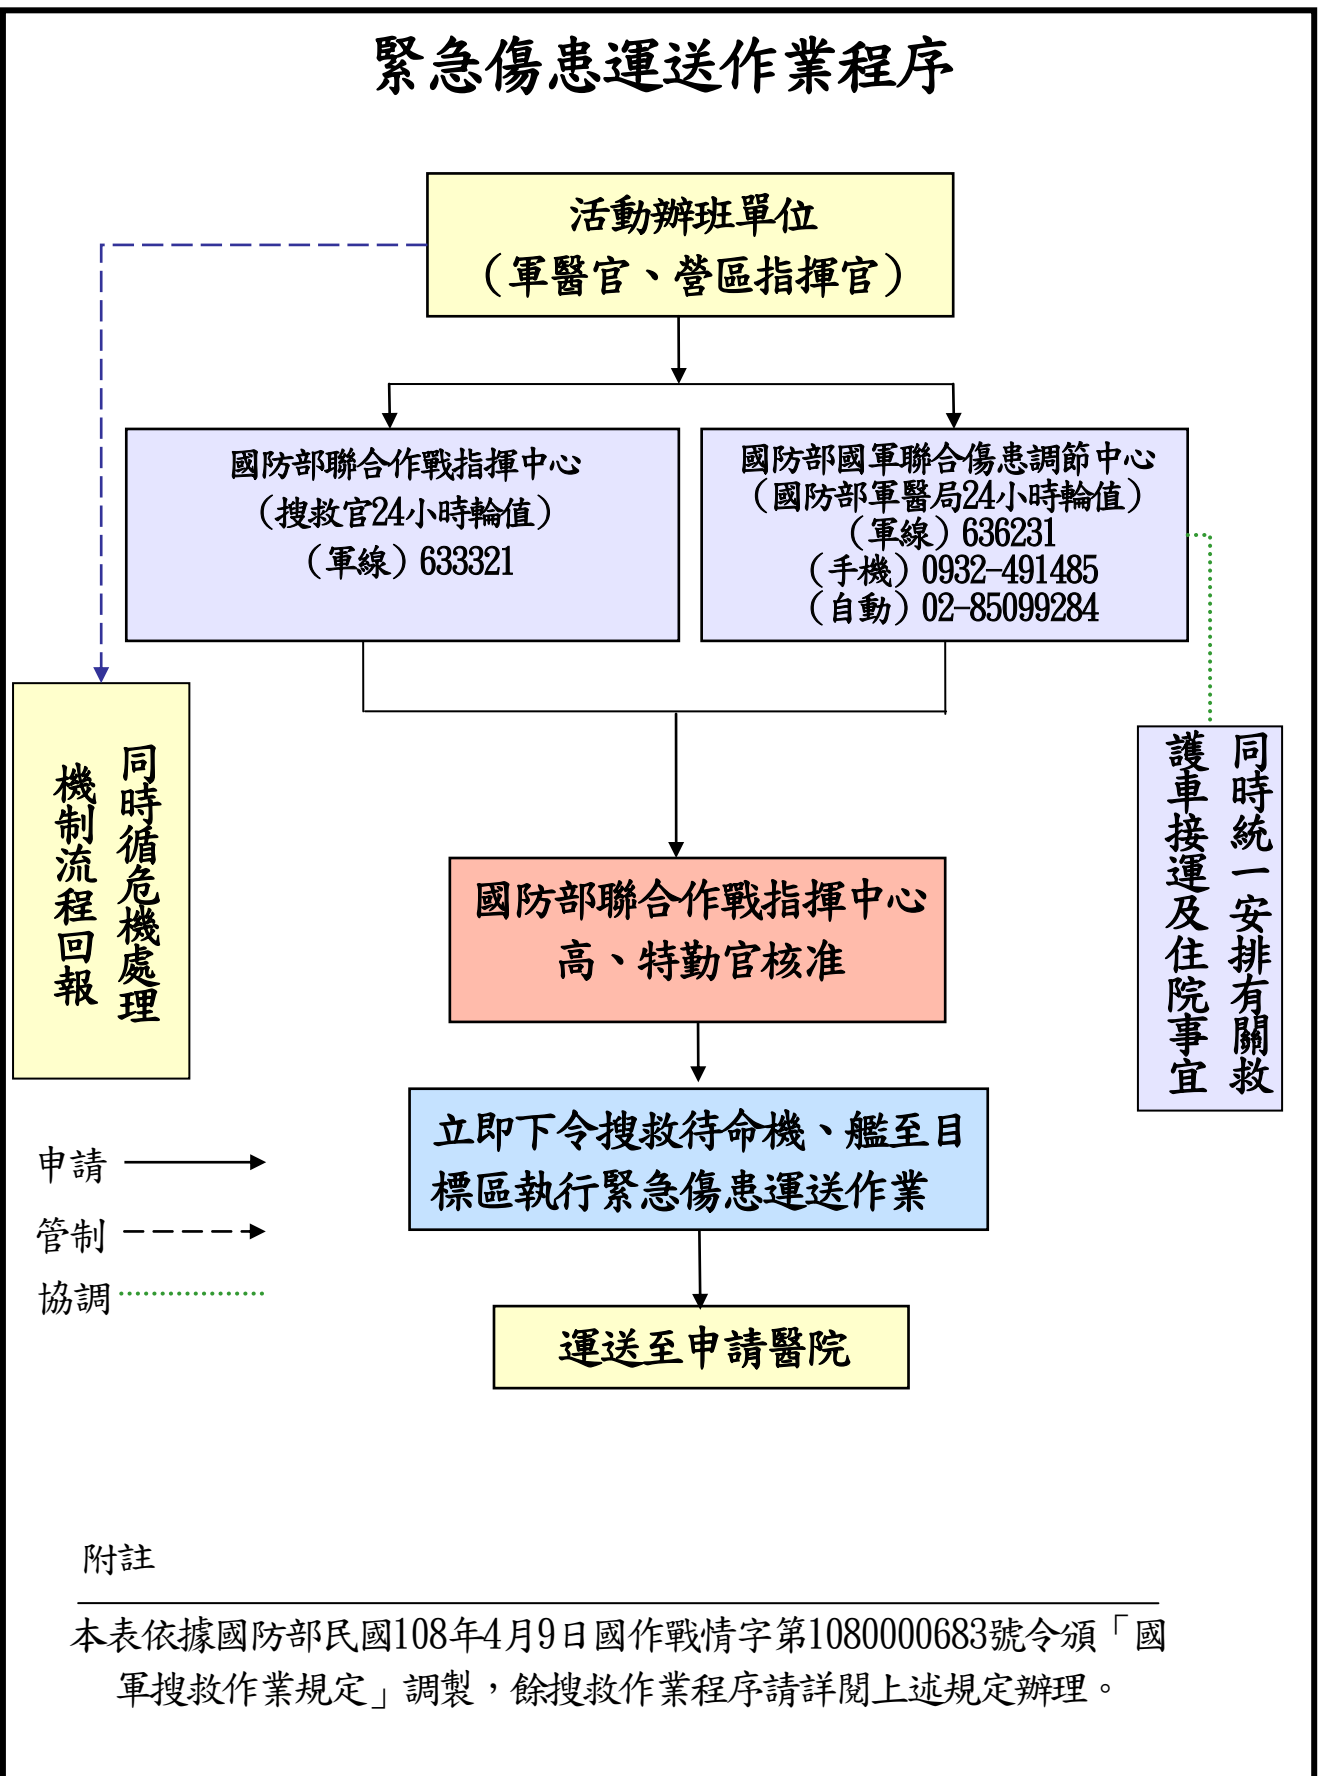 緊急傷患運送作業程序
活動辦班單位
（軍醫官、營區指揮官）
國防部聯合作戰指揮中心
（搜救官24小時輪值）
（軍線）633321
國防部國軍聯合傷患調節中心
（國防部軍醫局24小時輪值）
（軍線）636231
（手機）0932-491485
（自動）02-85099284
同時循危機處理
機制流程回報
同時統一安排有關救
護車接運及住院事宜
國防部聯合作戰指揮中心
高、特勤官核准
立即下令搜救待命機、艦至目
標區執行緊急傷患運送作業
運送至申請醫院
申請
管制
協調
附註
本表依據國防部民國108年4月9日國作戰情字第1080000683號令頒「國
軍搜救作業規定」調製，餘搜救作業程序請詳閱上述規定辦理。